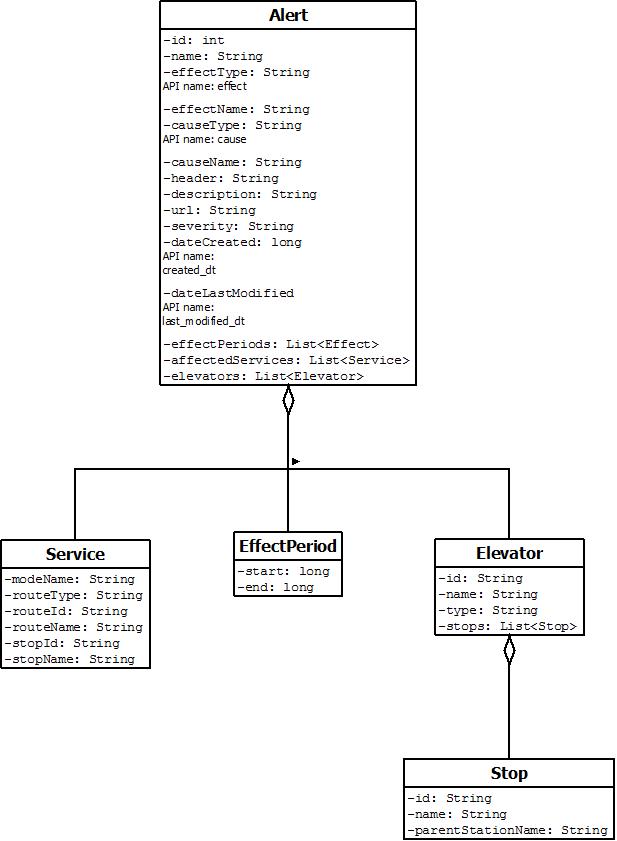 Alert
-id: int
-name: String
-effectType: String
API name: effect
-effectName: String
-causeType: String
API name: cause
-causeName: String
-header: String
-description: String
-url: String
-severity: String
-dateCreated: long
API name:
created_dt
-dateLastModified
API name:
last_modified_dt
-effectPeriods: List<Effect>
-affectedServices: List<Service>
-elevators: List<Elevator>
Service
-modeName: String
-routeType: String
-routeId: String
-routeName: String
-stopId: String
-stopName: String
EffectPeriod
-start: long
-end: long
Elevator
-id: String
-name: String
-type: String
-stops: List<Stop>
Stop
-id: String
-name: String
-parentStationName: String